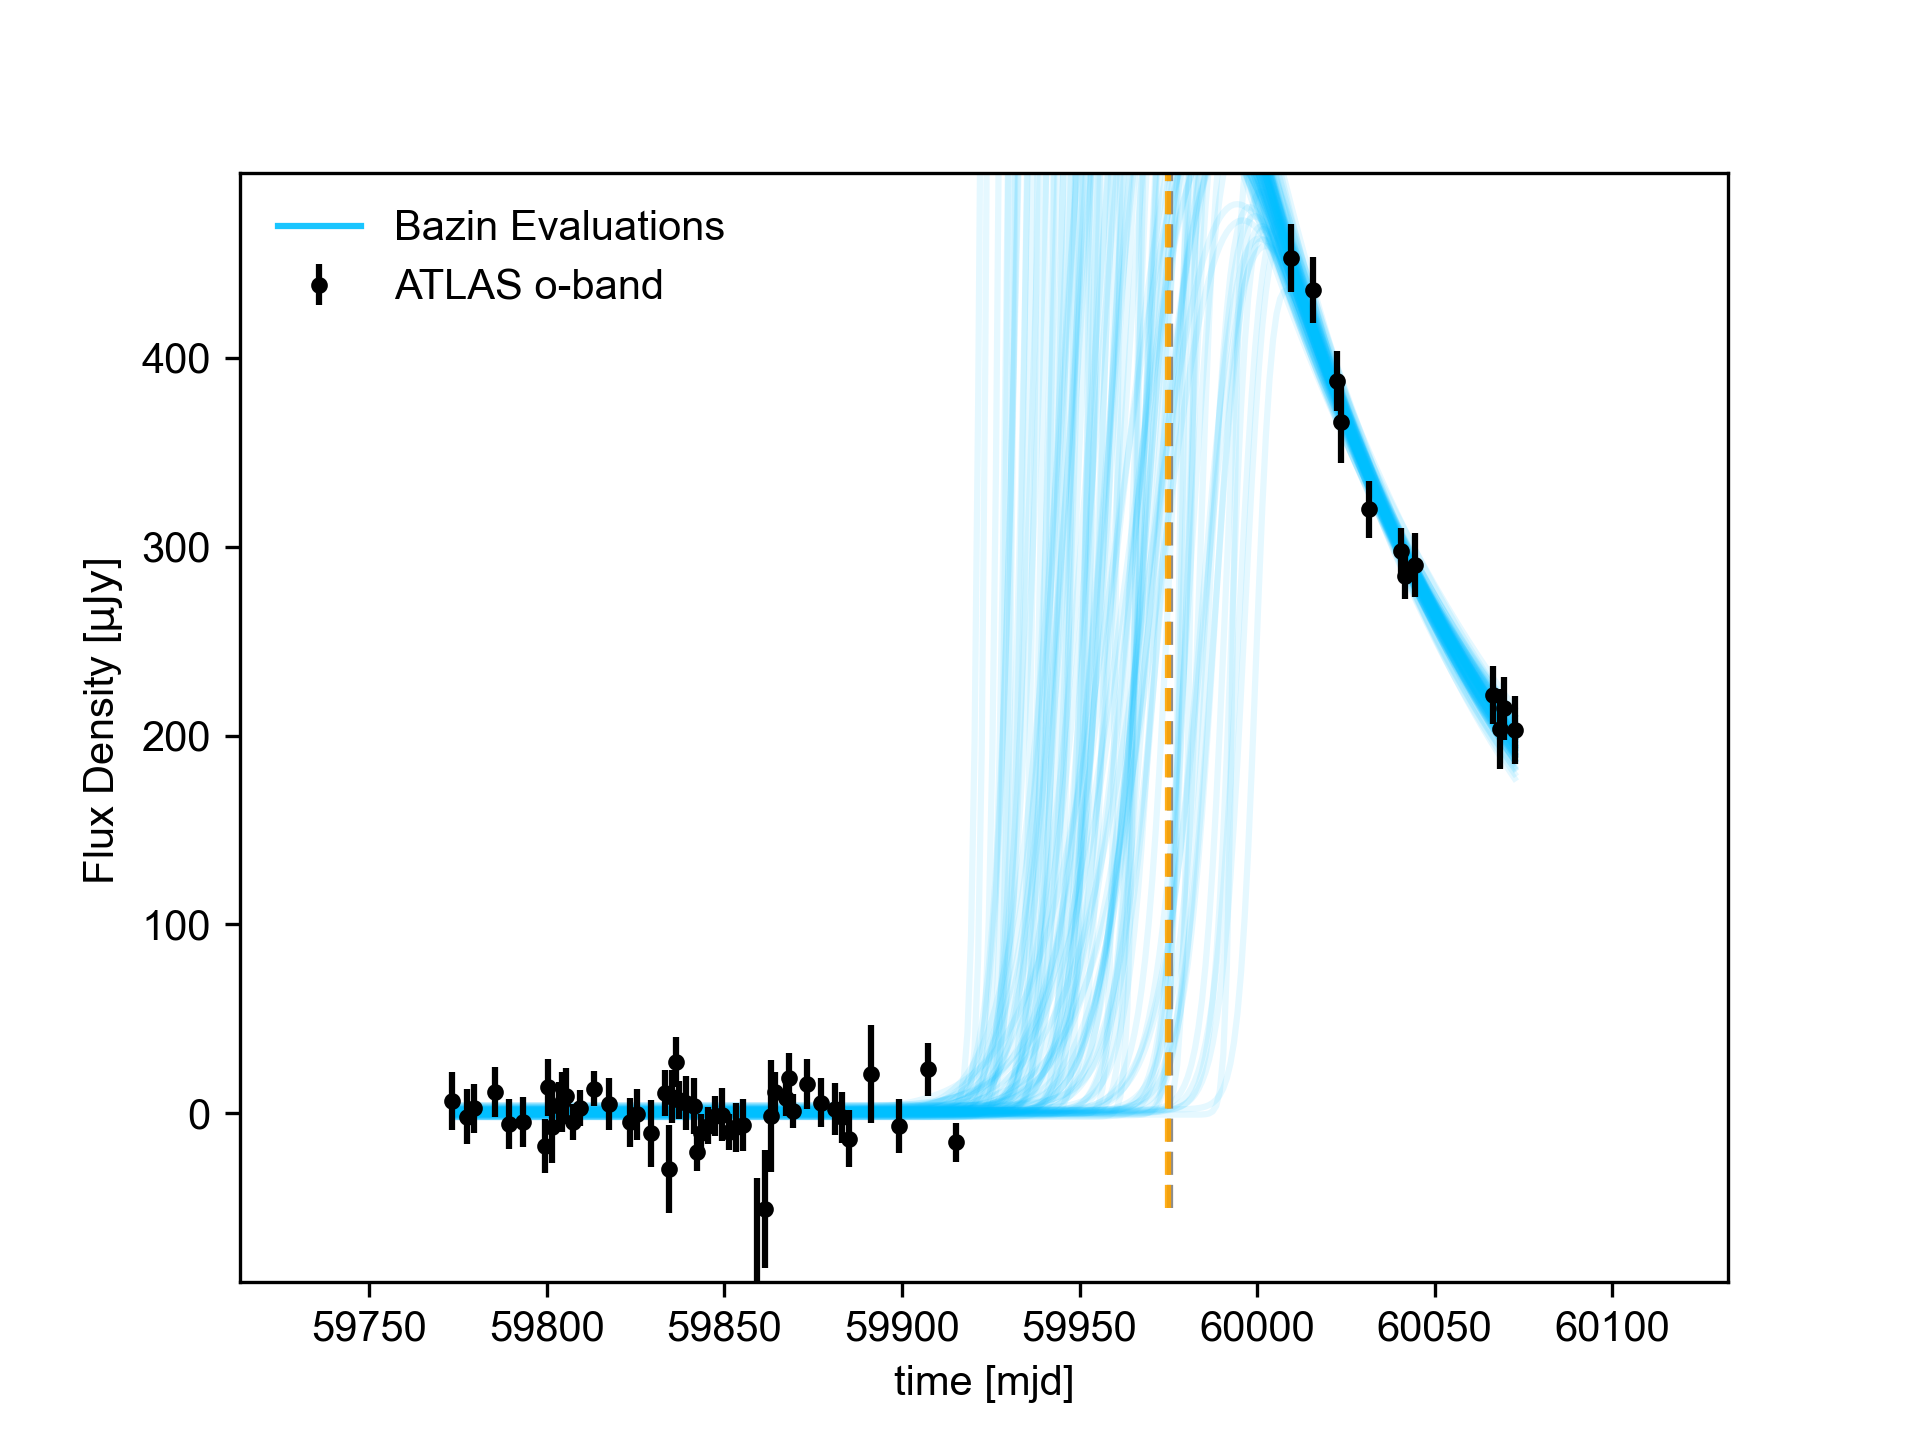 Bazin Evaluations
ATLAS o-band
Flux Density [µJy]
400
300
200
100
0
59750 59800 59850 59900 59950 60000 60050 60100
time [mjd]